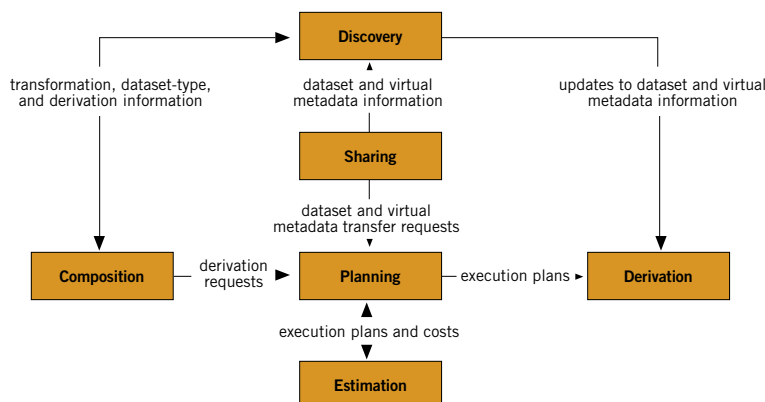 Discovery
transformation, dataset-type,
and derivation information
dataset and virtual
metadata information
updates to dataset and virtual
metadata information
Sharing
dataset and virtual
metadata transfer requests
Composition
derivation
requests
Planning
execution plans
Derivation
execution plans and costs
Estimation